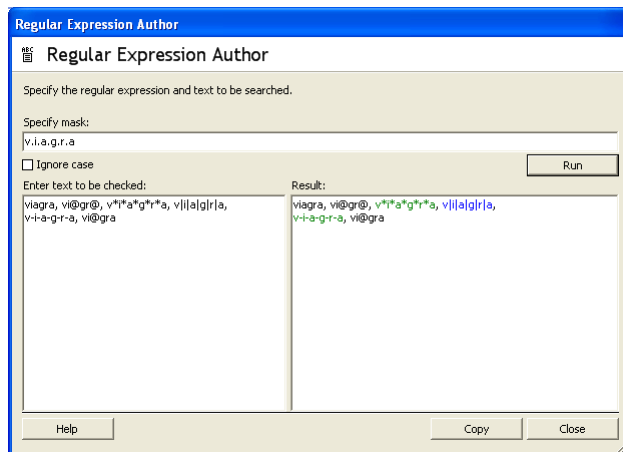 Regular Expression Author
ABC Regular Expression Author
Specify the regular expression and text to be searched.
Specify mask:
v.i.a.g.r.a
Ignore case
Run
Enter text to be checked: Result:
viagra, vi@gr@, v*i*a*g*r*a, v|i|a|g|r|a,
v-i-a-g-r-a, vi@gra
viagra, vi@gr@, v*i*a*g*r*a, v|i|a|g|r|a,
v-i-a-g-r-a, vi@gra
Help Copy Close